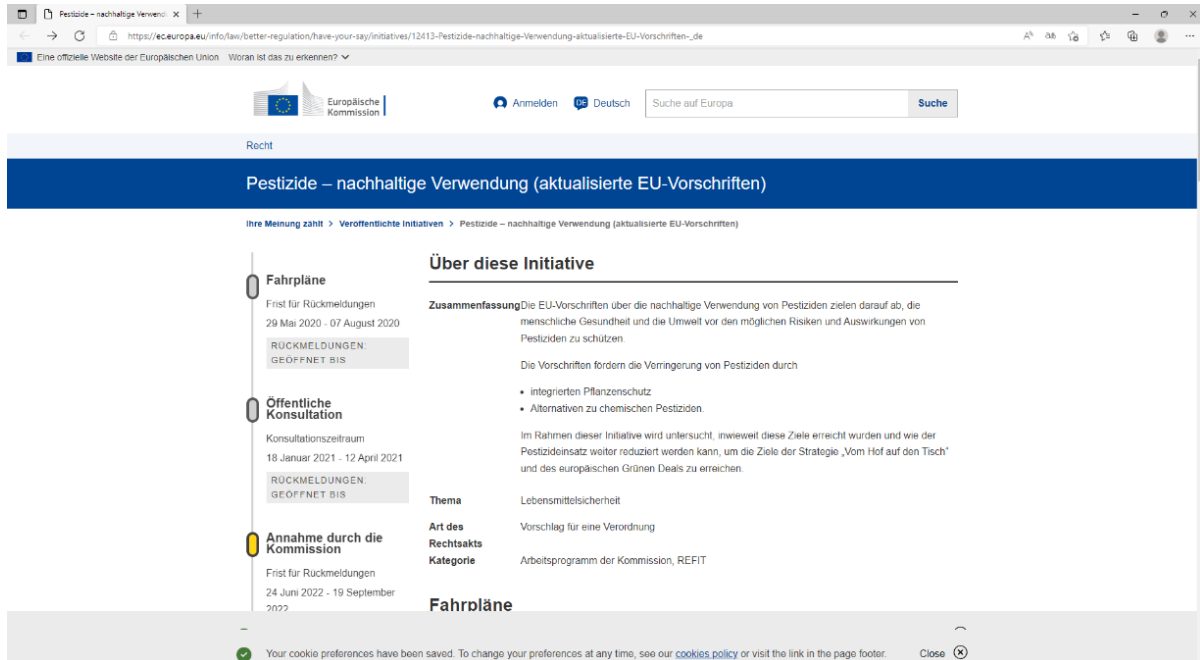 Pestizide – nachhaltige Verwend
https://ec.europa.eu/info/law/better-regulation/have-your-say/initiatives/12413-Pestizide-nachhaltige-Verwendung-aktualisierte-EU-Vorschriften-_de
Eine offizielle Website der Europäischen Union Woran ist das zu erkennen?
Europäische
Kommission
Anmelden
DE Deutsch
Suche auf Europa
Suche
Recht
Pestizide – nachhaltige Verwendung (aktualisierte EU-Vorschriften)
Ihre Meinung zählt > Veröffentlichte Initiativen > Pestizide – nachhaltige Verwendung (aktualisierte EU-Vorschriften)
Fahrpläne
Frist für Rückmeldungen
29 Mai 2020 - 07 August 2020
RÜCKMELDUNGEN:
GEÖFFNET BIS
Öffentliche
Konsultation
Konsultationszeitraum
18 Januar 2021 - 12 April 2021
RÜCKMELDUNGEN:
GEÖFFNET BIS
Annahme durch die
Kommission
Frist für Rückmeldungen
24 Juni 2022 - 19 September
2022
Über diese Initiative
Zusammenfassung
Die EU-Vorschriften über die nachhaltige Verwendung von Pestiziden zielen darauf ab, die
menschliche Gesundheit und die Umwelt vor den möglichen Risiken und Auswirkungen von
Pestiziden zu schützen.
Die Vorschriften fördern die Verringerung von Pestiziden durch
• integrierten Pflanzenschutz
• Alternativen zu chemischen Pestiziden.
Im Rahmen dieser Initiative wird untersucht, inwieweit diese Ziele erreicht wurden und wie der
Pestizideinsatz weiter reduziert werden kann, um die Ziele der Strategie „Vom Hof auf den Tisch“
und des europäischen Grünen Deals zu erreichen.
Thema
Lebensmittelsicherheit
Art des
Rechtsakts
Vorschlag für eine Verordnung
Kategorie
Arbeitsprogramm der Kommission, REFIT
Fahrpläne
Your cookie preferences have been saved. To change your preferences at any time, see our cookies policy or visit the link in the page footer.
Close